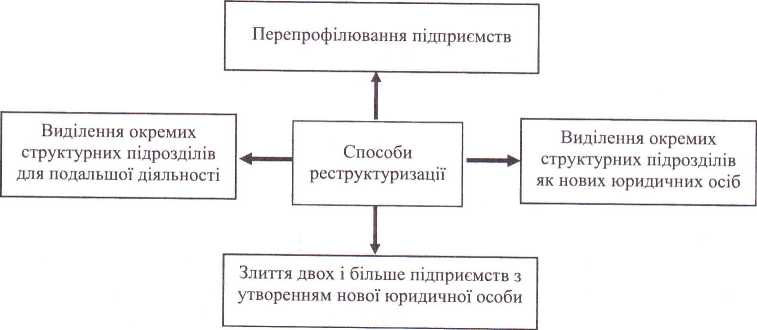 Перепрофілювання підприємств
Виділення окремих
структурних підрозділів
для подальшої діяльності
Способи
реструктуризації
Виділення окремих
структурних підрозділів
як нових юридичних осіб
Злиття двох і більше підприємств з
утворенням нової юридичної особи